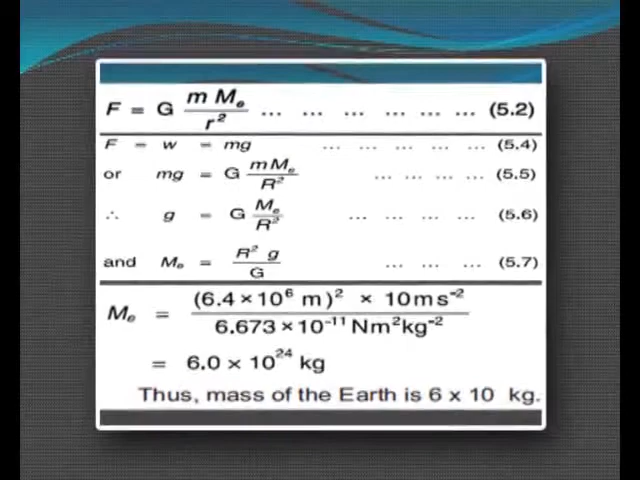 F = G m Mₑ / r² ... ... ... ... ... ... (5.2)
F = w = mg ... ... ... ... ... (5.4)
or mg = G m Mₑ / R² ... ... ... ... (5.5)
∴ g = G Mₑ / R² ... ... ... ... (5.6)
and Mₑ = R² g / G ... ... ... (5.7)
Mₑ = (6.4 × 10⁶ m)² × 10 m s⁻² / 6.673 × 10⁻¹¹ Nm² kg⁻²
= 6.0 × 10²⁴ kg
Thus, mass of the Earth is 6 x 10 kg.